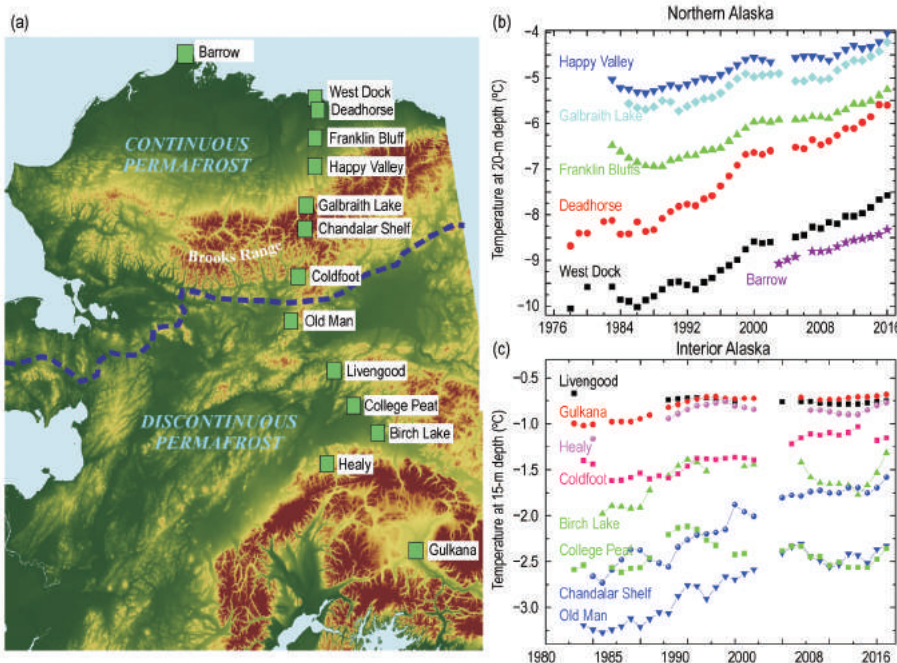 (a)
Barrow
West Dock
Deadhorse
CONTINUOUS
PERMAFROST
Franklin Bluff
Happy Valley
Galbraith Lake
Chandalar Shelf
Brooks Range
Coldfoot
Old Man
Livengood
College Peat
DISCONTINUOUS
PERMAFROST
Birch Lake
Healy
Gulkana
(b)
Northern Alaska
Temperature at 20-m depth (ºC)
−4
−5
−6
−7
−8
−9
−10
Happy Valley
Galbraith Lake
Franklin Bluffs
Deadhorse
West Dock
Barrow
1976 1984 1992 2000 2008 2016
(c)
Interior Alaska
Temperature at 15-m depth (ºC)
−0.5
−1.0
−1.5
−2.0
−2.5
−3.0
Livengood
Gulkana
Healy
Coldfoot
Birch Lake
College Peat
Chandalar Shelf
Old Man
1980 1985 1992 2000 2008 2016